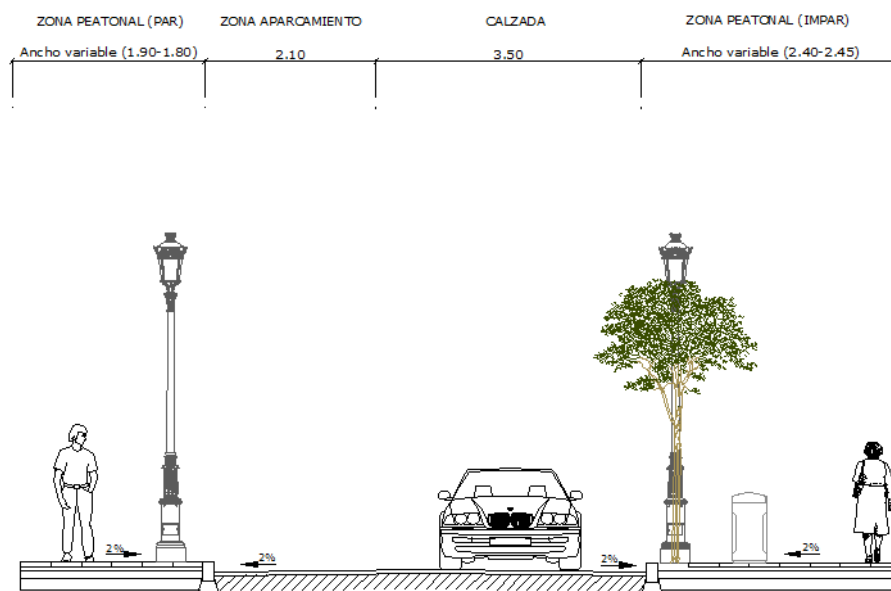 ZONA PEATONAL (PAR)
ZONA APARCAMIENTO
CALZADA
ZONA PEATONAL (IMPAR)
Ancho variable (1.90-1.80)
2.10
3.50
Ancho variable (2.40-2.45)
2%
2%
2%
2%